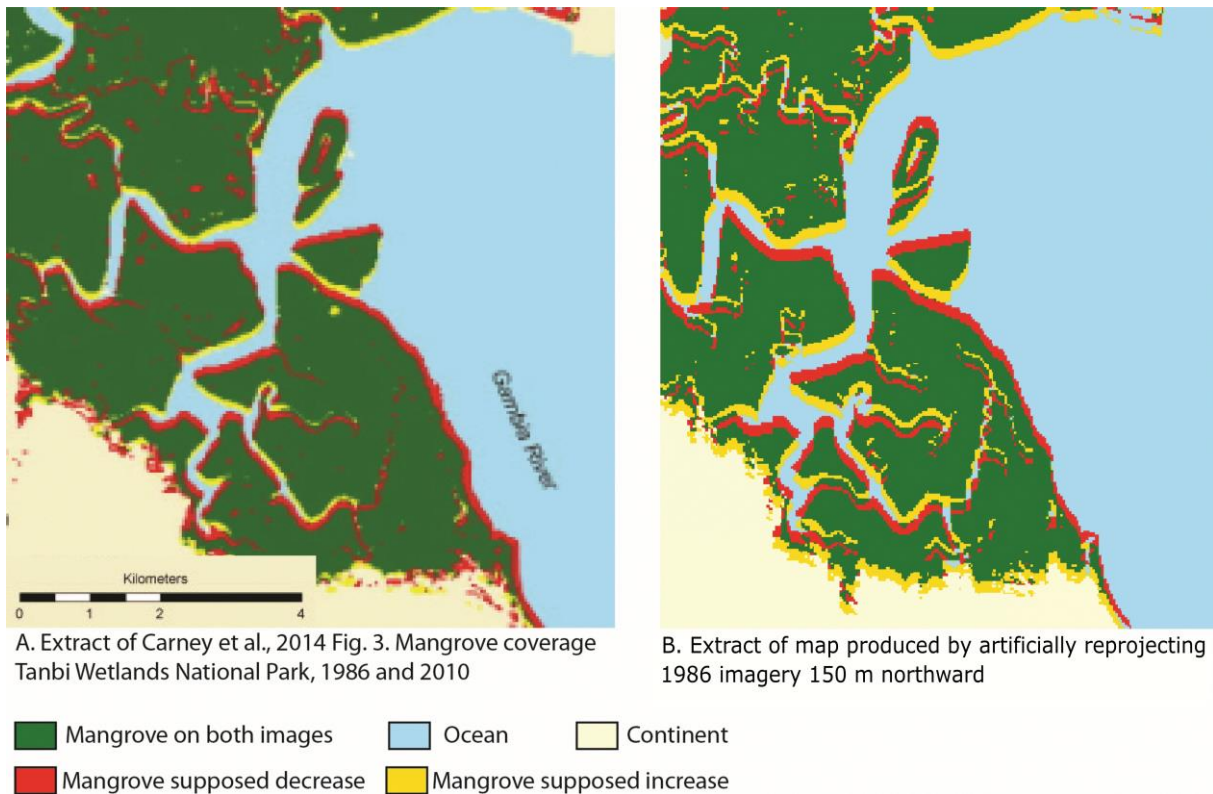 Gambia River
Kilometers
0 1 2 4
A. Extract of Carney et al., 2014 Fig. 3. Mangrove coverage
Tanbi Wetlands National Park, 1986 and 2010
B. Extract of map produced by artificially reprojecting
1986 imagery 150 m northward
Mangrove on both images
Ocean
Continent
Mangrove supposed decrease
Mangrove supposed increase